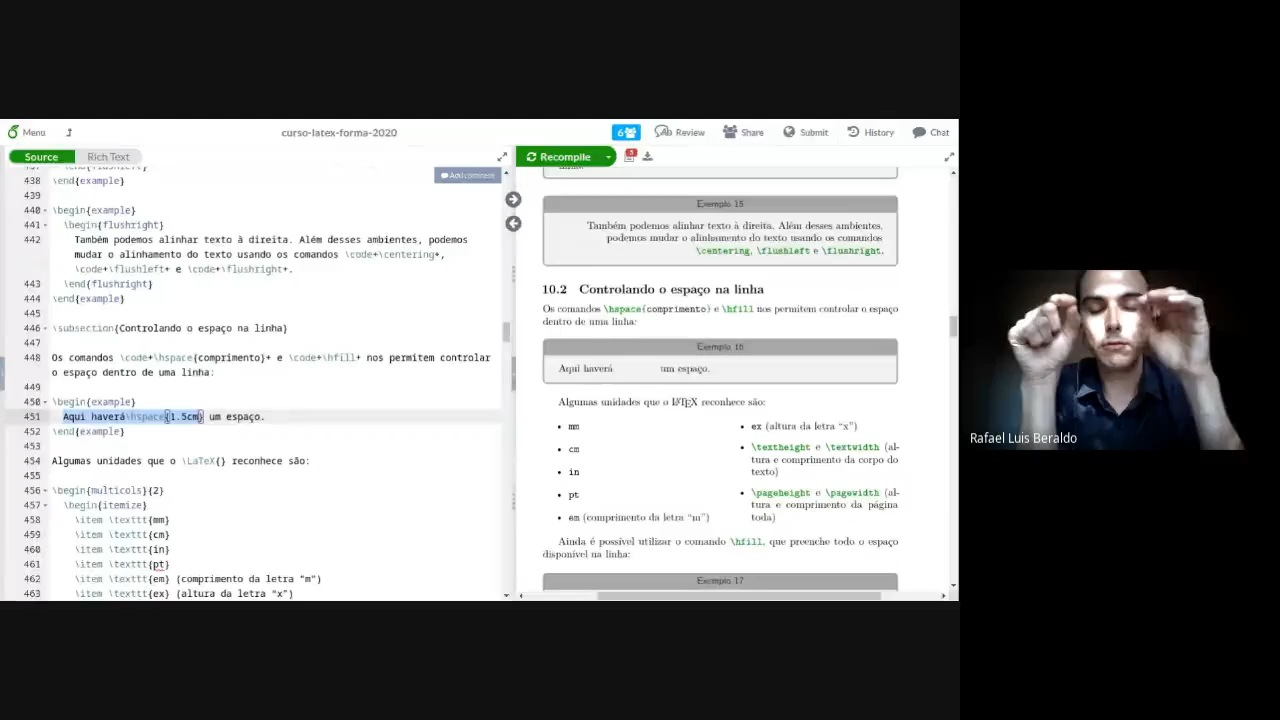 Menu
curso-latex-forma-2020
6
Review
Share
Submit
History
Chat
Source
Rich Text
Recompile
Add comment
438 \end{example}
439
440 \begin{example}
441 \begin{flushright}
442 Também podemos alinhar texto à direita. Além desses ambientes, podemos
mudar o alinhamento do texto usando os comandos \code+\centering+,
\code+\flushleft+ e \code+\flushright+.
443 \end{flushright}
444 \end{example}
445
446 \subsection{Controlando o espaço na linha}
447
448 Os comandos \code+\hspace{comprimento}+ e \code+\hfill+ nos permitem controlar
o espaço dentro de uma linha:
449
450 \begin{example}
451 Aqui haverá\hspace{1.5cm} um espaço.
452 \end{example}
453
454 Algumas unidades que o \LaTeX{} reconhece são:
455
456 \begin{multicols}{2}
457 \begin{itemize}
458 \item \texttt{mm}
459 \item \texttt{cm}
460 \item \texttt{in}
461 \item \texttt{pt}
462 \item \texttt{em} (comprimento da letra "m")
463 \item \texttt{ex} (altura da letra "x")
Exemplo 15
Também podemos alinhar texto à direita. Além desses ambientes,
podemos mudar o alinhamento do texto usando os comandos
\centering, \flushleft e \flushright.
10.2 Controlando o espaço na linha
Os comandos \hspace{comprimento} e \hfill nos permitem controlar o espaço
dentro de uma linha:
Exemplo 16
Aqui haverá um espaço.
Algumas unidades que o LATEX reconhece são:
• mm
• cm
• in
• pt
• em (comprimento da letra "m")
• ex (altura da letra "x")
• \textheight e \textwidth (al-
tura e comprimento do corpo do
texto)
• \pageheight e \pagewidth (al-
tura e comprimento da página
toda)
Ainda é possível utilizar o comando \hfill, que preenche todo o espaço
disponível na linha:
Exemplo 17
Rafael Luis Beraldo